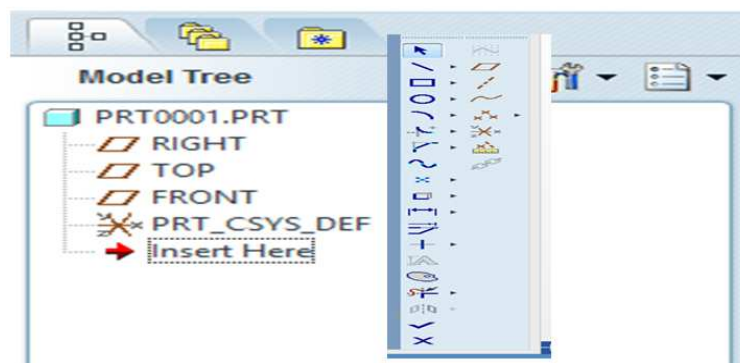 Model Tree
PRT0001.PRT
RIGHT
TOP
FRONT
PRT_CSYS_DEF
Insert Here